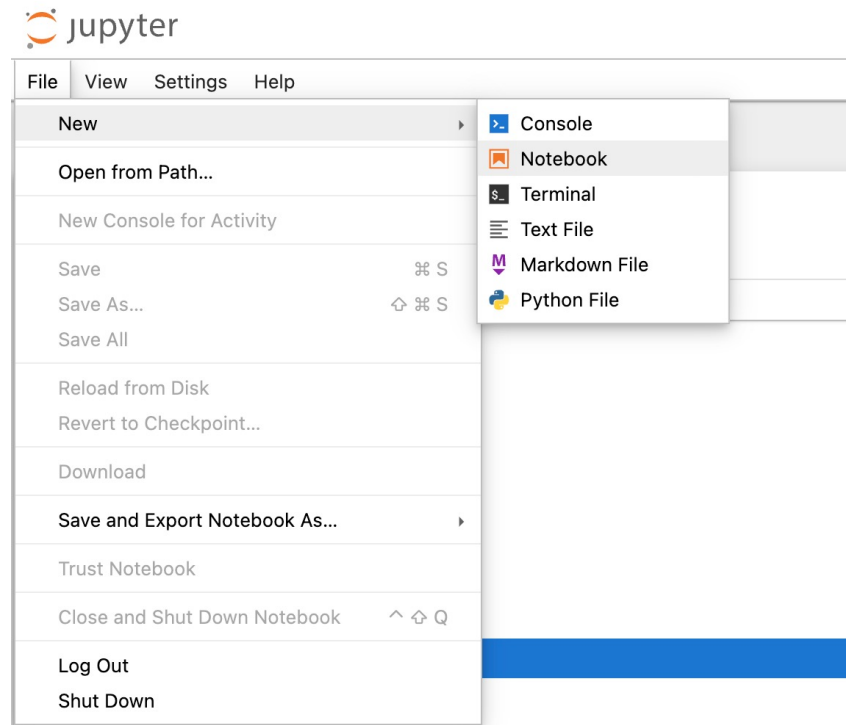 jupyter
File View Settings Help
New
Open from Path...
New Console for Activity
Save ⌘ S
Save As... ⇧ ⌘ S
Save All
Reload from Disk
Revert to Checkpoint...
Download
Save and Export Notebook As...
Trust Notebook
Close and Shut Down Notebook ^ ⇧ Q
Log Out
Shut Down
Console
Notebook
$_ Terminal
Text File
M Markdown File
Python File